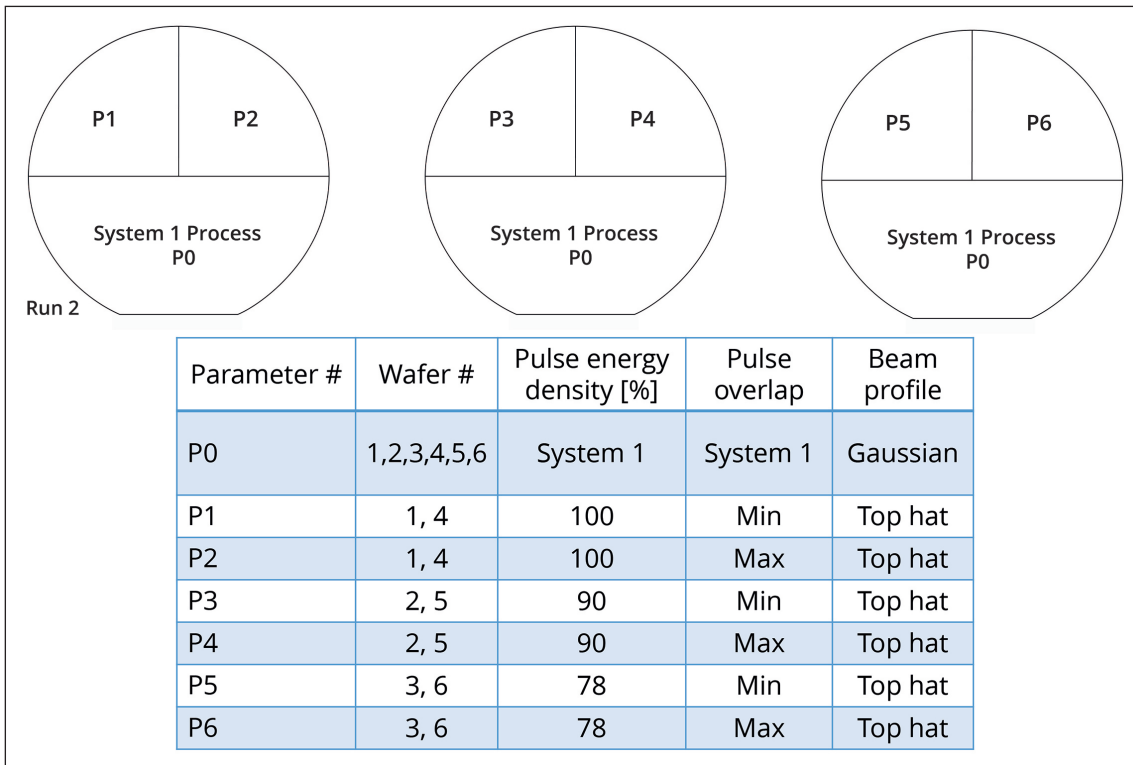 P1 P2
System 1 Process
P0
P3 P4
System 1 Process
P0
P5 P6
System 1 Process
P0
Run 2
Parameter # Wafer # Pulse energy density [%] Pulse overlap Beam profile
P0 1,2,3,4,5,6 System 1 System 1 Gaussian
P1 1, 4 100 Min Top hat
P2 1, 4 100 Max Top hat
P3 2, 5 90 Min Top hat
P4 2, 5 90 Max Top hat
P5 3, 6 78 Min Top hat
P6 3, 6 78 Max Top hat